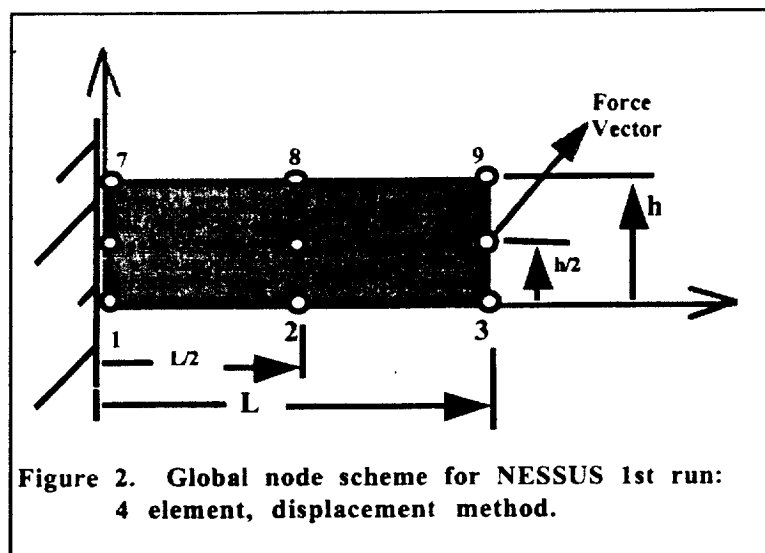 Force
Vector
7
8
9
h
h/2
1
2
3
L/2
L
Figure 2. Global node scheme for NESSUS 1st run:
4 element, displacement method.